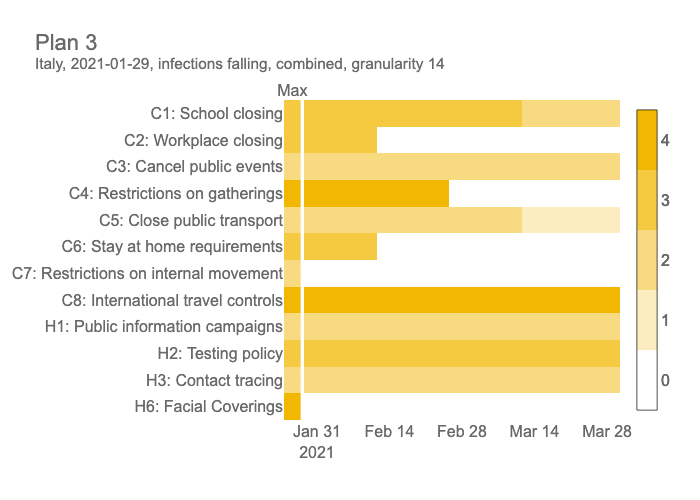 Plan 3
Italy, 2021-01-29, infections falling, combined, granularity 14
Max
C1: School closing
C2: Workplace closing
C3: Cancel public events
C4: Restrictions on gatherings
C5: Close public transport
C6: Stay at home requirements
C7: Restrictions on internal movement
C8: International travel controls
H1: Public information campaigns
H2: Testing policy
H3: Contact tracing
H6: Facial Coverings
Jan 31 Feb 14 Feb 28 Mar 14 Mar 28
2021
4
3
2
1
0